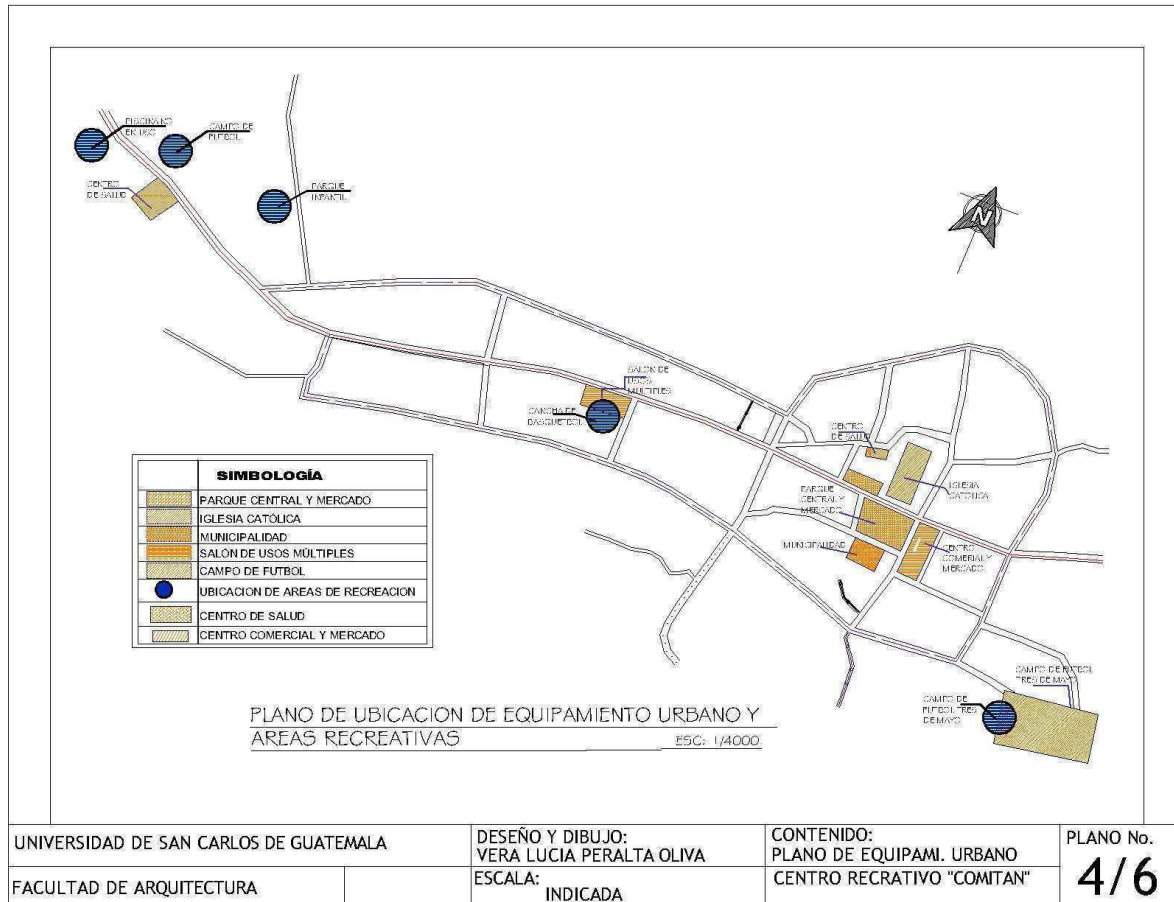 PISCINA NO
EN USO
CAMPO DE
FUTBOL
CENTRO
DE SALUD
PARQUE
INFANTIL
N
SALON DE
USOS
MULTIPLES
CANCHA DE
BASQUETBOL
CENTRO
DE SALUD
PARQUE
CENTRAL Y
MERCADO
IGLESIA
CATOLICA
MUNICIPALIDAD
CENTRO
COMERIAL Y
MERCADO
CAMPO DE FUTBOL
TRES DE MAYO
CAMPO DE
FUTBOL TRES
DE MAYO
SIMBOLOGÍA
PARQUE CENTRAL Y MERCADO
IGLESIA CATÓLICA
MUNICIPALIDAD
SALÓN DE USOS MÚLTIPLES
CAMPO DE FUTBOL
UBICACION DE AREAS DE RECREACION
CENTRO DE SALUD
CENTRO COMERCIAL Y MERCADO
PLANO DE UBICACION DE EQUIPAMIENTO URBANO Y
AREAS RECREATIVAS
ESC: 1/4000
UNIVERSIDAD DE SAN CARLOS DE GUATEMALA
FACULTAD DE ARQUITECTURA
DESEÑO Y DIBUJO:
VERA LUCIA PERALTA OLIVA
ESCALA:
INDICADA
CONTENIDO:
PLANO DE EQUIPAMI. URBANO
CENTRO RECRATIVO "COMITAN"
PLANO No.
4/6